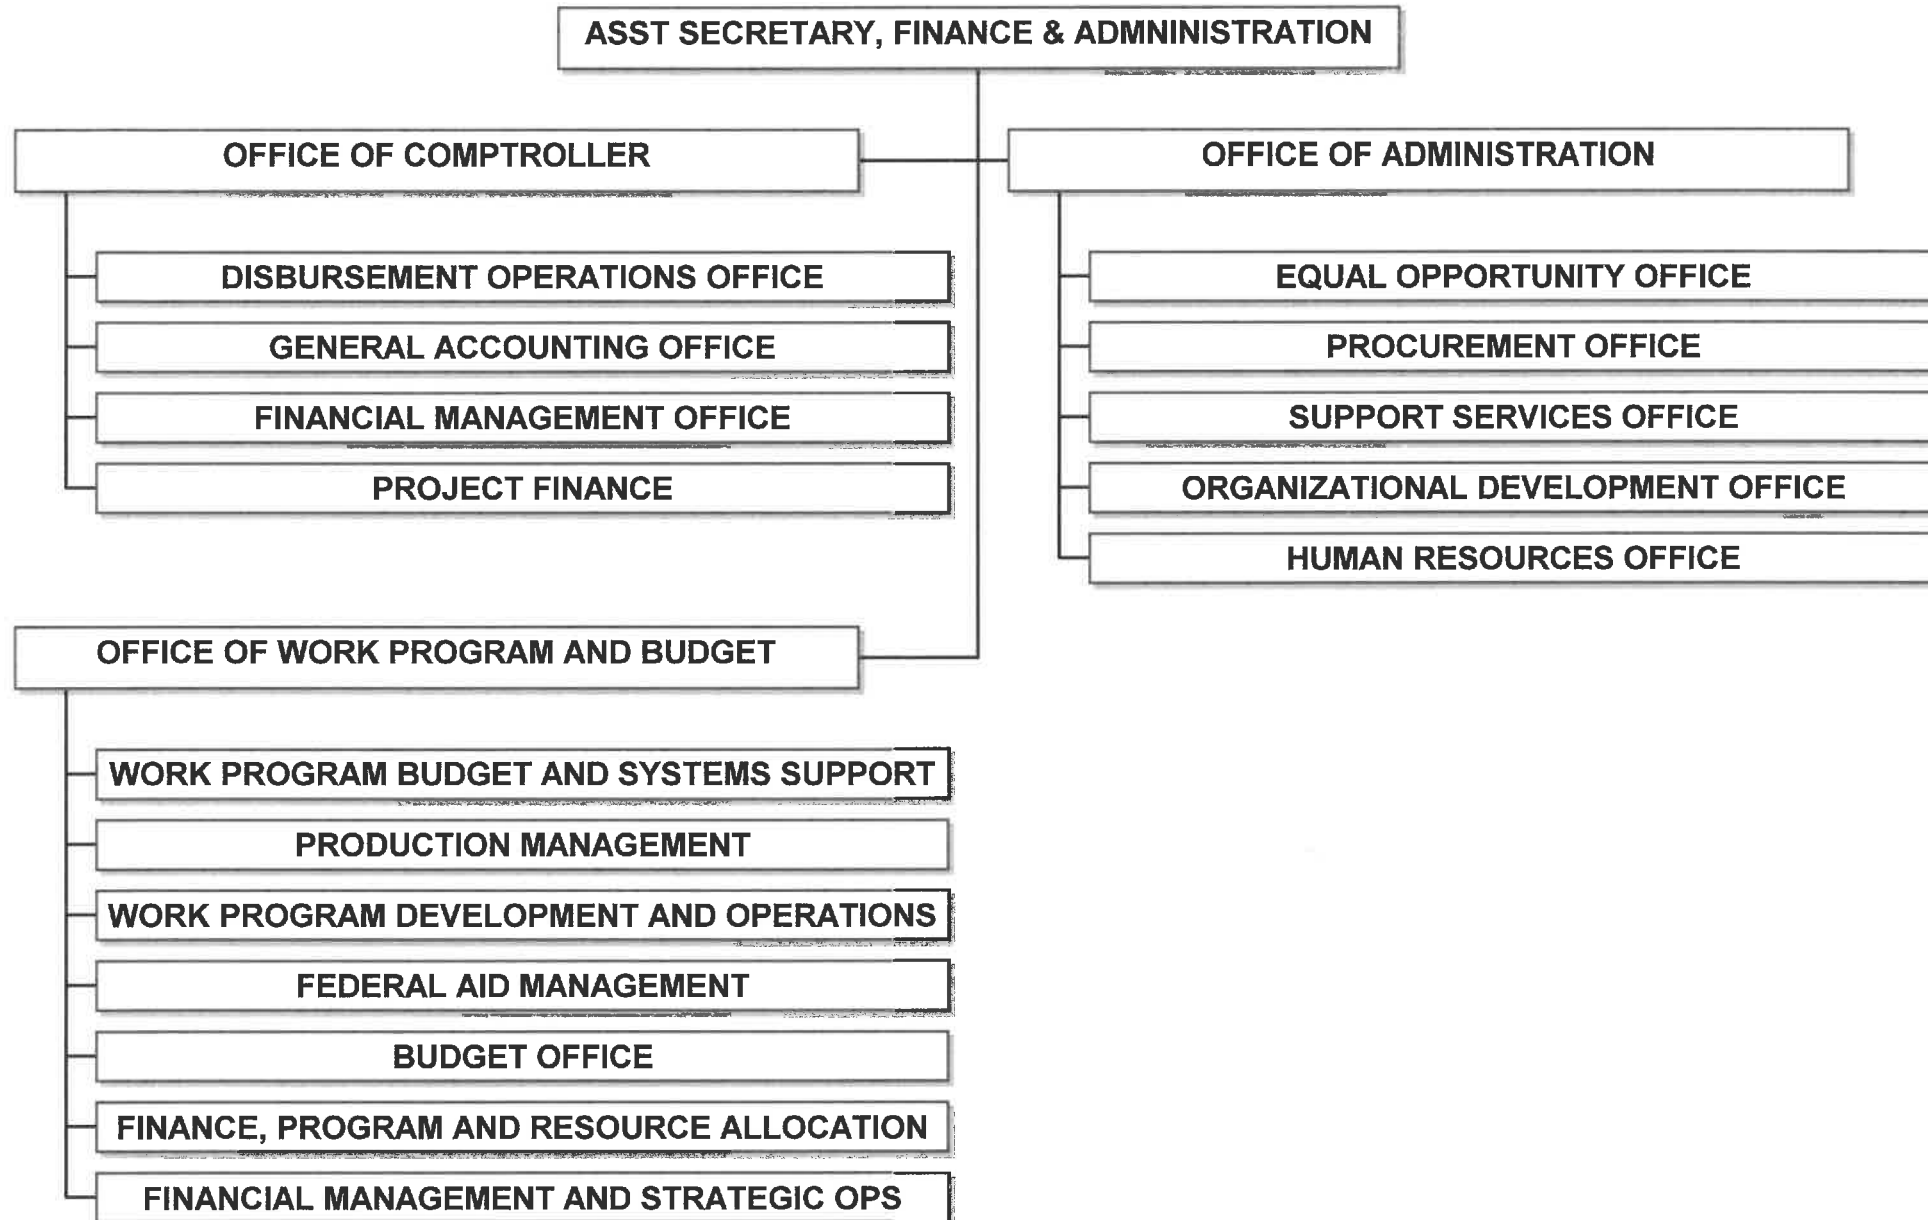 ASST SECRETARY, FINANCE & ADMNINISTRATION
OFFICE OF COMPTROLLER
DISBURSEMENT OPERATIONS OFFICE
GENERAL ACCOUNTING OFFICE
FINANCIAL MANAGEMENT OFFICE
PROJECT FINANCE
OFFICE OF ADMINISTRATION
EQUAL OPPORTUNITY OFFICE
PROCUREMENT OFFICE
SUPPORT SERVICES OFFICE
ORGANIZATIONAL DEVELOPMENT OFFICE
HUMAN RESOURCES OFFICE
OFFICE OF WORK PROGRAM AND BUDGET
WORK PROGRAM BUDGET AND SYSTEMS SUPPORT
PRODUCTION MANAGEMENT
WORK PROGRAM DEVELOPMENT AND OPERATIONS
FEDERAL AID MANAGEMENT
BUDGET OFFICE
FINANCE, PROGRAM AND RESOURCE ALLOCATION
FINANCIAL MANAGEMENT AND STRATEGIC OPS